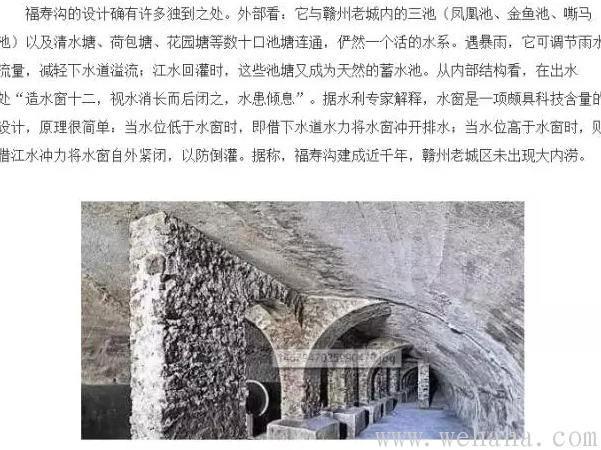 福寿沟的设计确有许多独到之处。外部看：它与赣州老城内的三池（凤凰池、金鱼池、嘶马
池）以及清水塘、荷包塘、花园塘等数十口池塘连通，俨然一个活的水系。遇暴雨，它可调节雨水
流量，减轻下水道溢流；江水回灌时，这些池塘又成为天然的蓄水池。从内部结构看，在出水
处“造水窗十二，视水消长而后闭之，水患倾息”。据水利专家解释，水窗是一项颇具科技含量的
设计，原理很简单：当水位低于水窗时，即借下水道水力将水窗冲开排水；当水位高于水窗时，则
借江水冲力将水窗自外紧闭，以防倒灌。据称，福寿沟建成近千年，赣州老城区未出现大内涝。